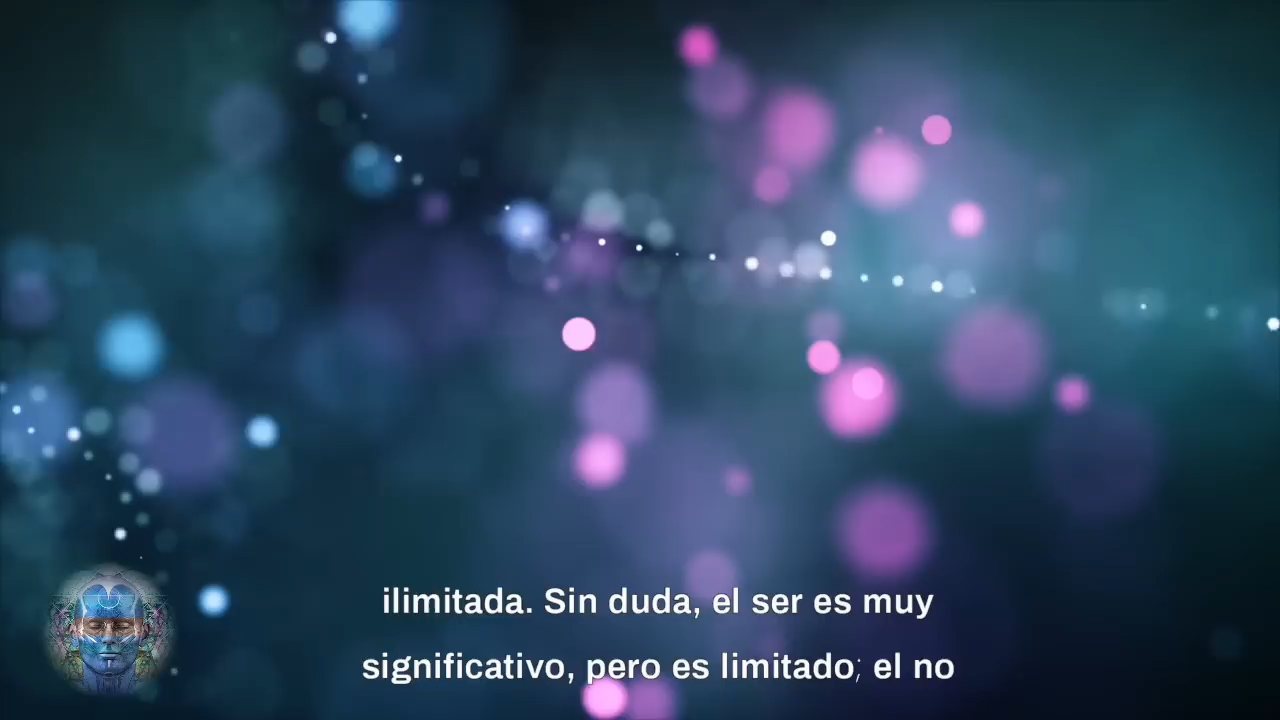 ilimitada. Sin duda, el ser es muy
significativo, pero es limitado; el no